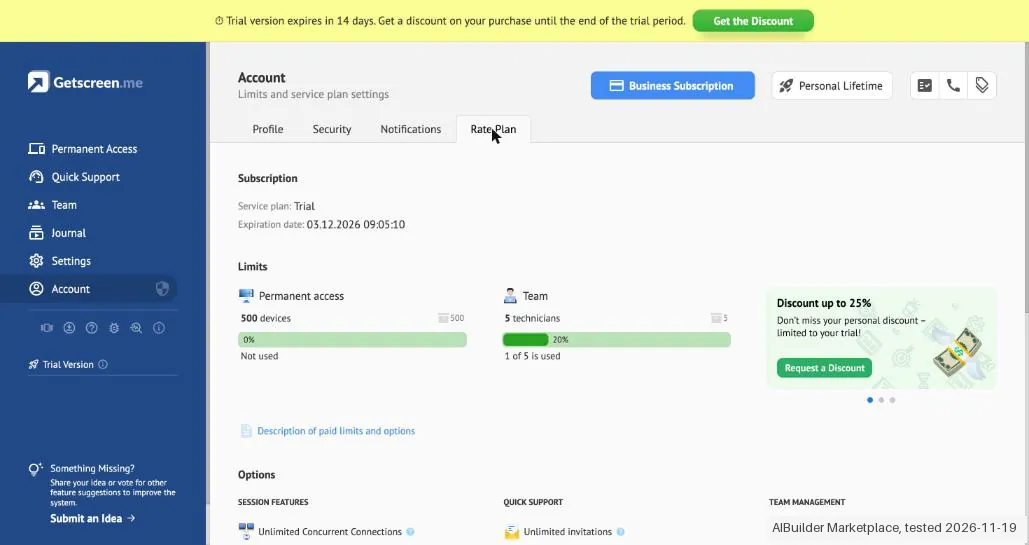 Trial version expires in 14 days. Get a discount on your purchase until the end of the trial period.
Get the Discount
Getscreen.me
Permanent Access
Quick Support
Team
Journal
Settings
Account
Trial Version
Something Missing?
Share your idea or vote for other
feature suggestions to improve the
system.
Submit an Idea →
Account
Limits and service plan settings
Business Subscription
Personal Lifetime
Profile
Security
Notifications
Rate Plan
Subscription
Service plan: Trial
Expiration date: 03.12.2026 09:05:10
Limits
Permanent access
500 devices
500
0%
Not used
Team
5 technicians
5
20%
1 of 5 is used
Discount up to 25%
Don't miss your personal discount –
limited to your trial!
Request a Discount
Description of paid limits and options
Options
SESSION FEATURES
QUICK SUPPORT
TEAM MANAGEMENT
Unlimited Concurrent Connections
Unlimited invitations
AIBuilder Marketplace, tested 2026-11-19